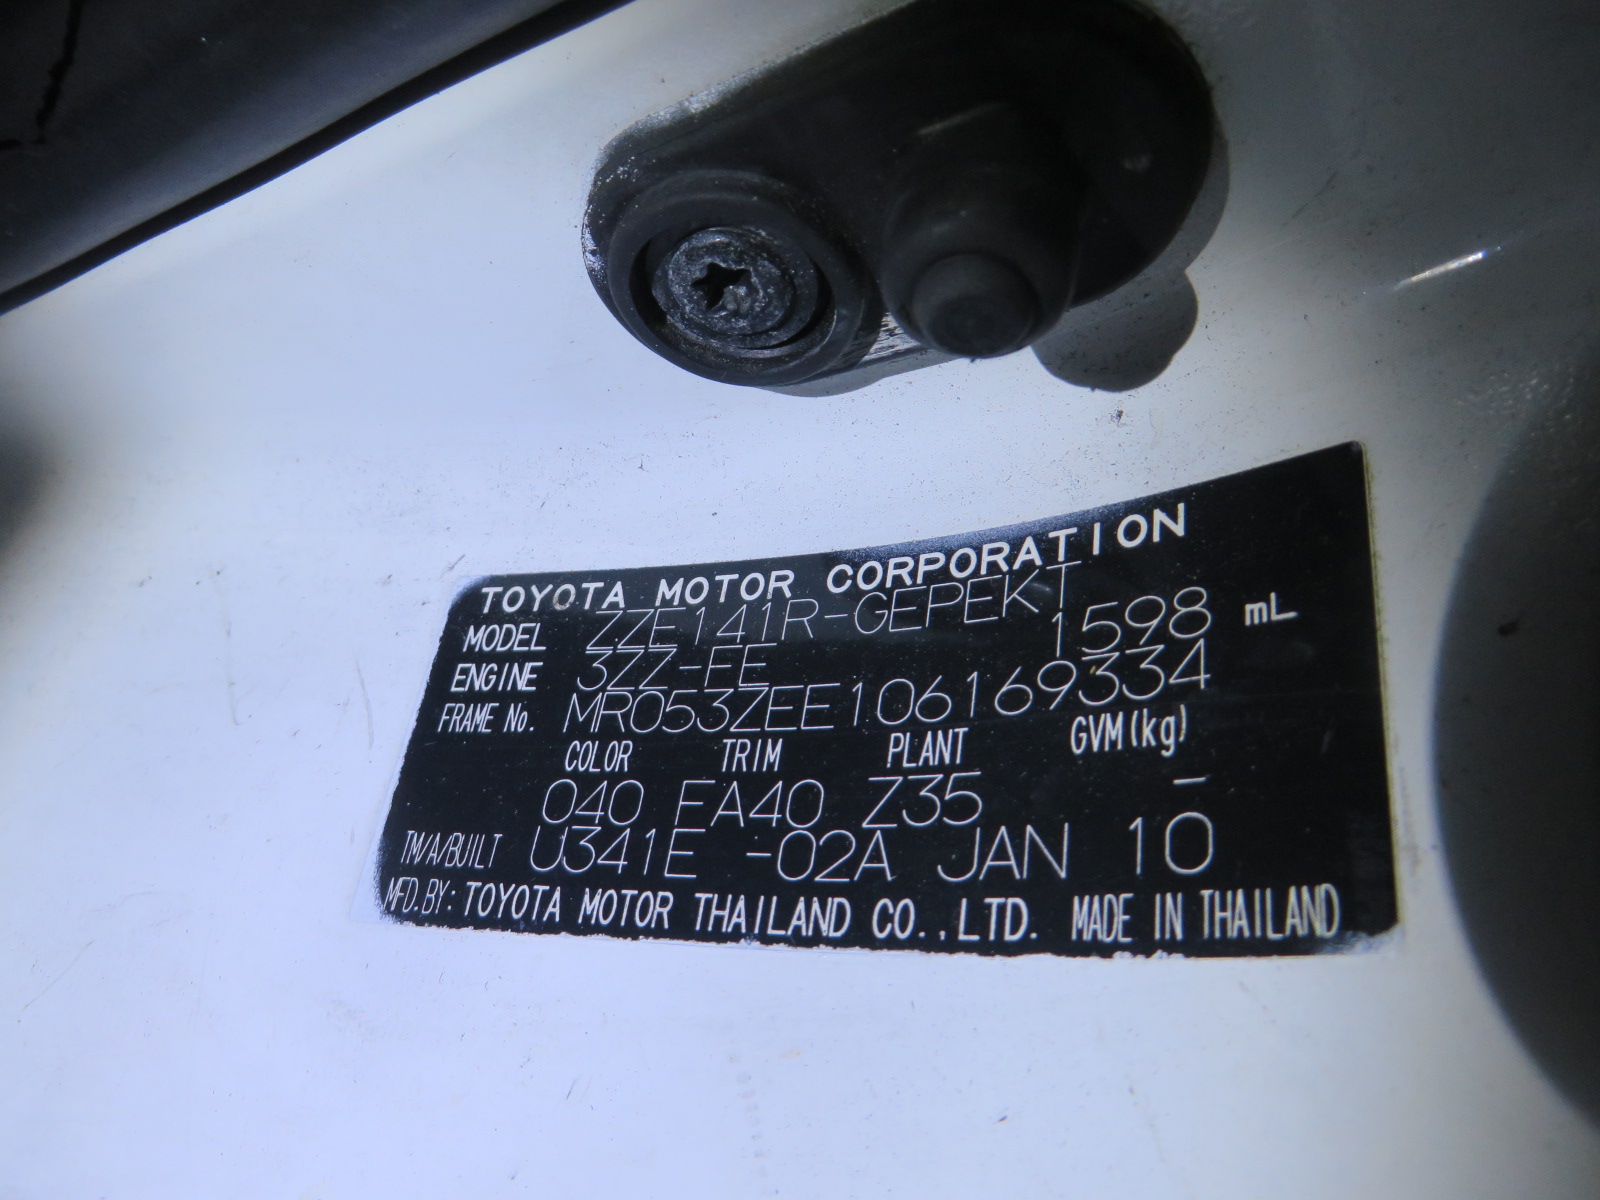 TOYOTA MOTOR CORPORATION
MODEL ZZE141R-GEPEKT
ENGINE 3ZZ-FE 1598 mL
FRAME No. MR053ZEE106169334
COLOR TRIM PLANT GVM(kg)
040 FA40 Z35 -
TM/A/BUILT U341E -02A JAN 10
MFD.BY: TOYOTA MOTOR THAILAND CO.,LTD. MADE IN THAILAND